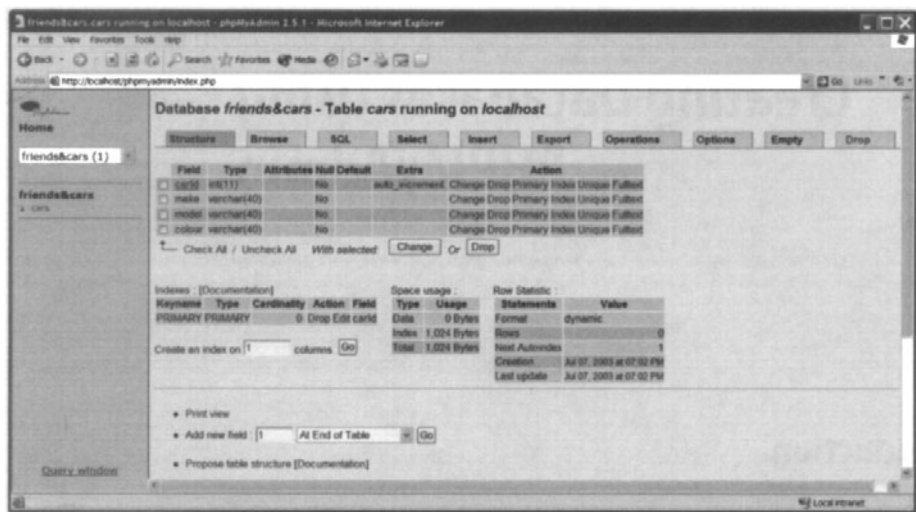 friends&cars.cars running on localhost - phpMyAdmin 2.5.1 - Microsoft Internet Explorer
File Edit View Favorites Tools Help
Back Search Favorites Media
Address http://localhost/phpmyadmin/index.php Go Links
phpMyAdmin
Home
friends&cars (1)
friends&cars
cars
Query window
Database friends&cars - Table cars running on localhost
Structure Browse SQL Select Insert Export Operations Options Empty Drop
Field Type Attributes Null Default Extra Action
carId int(11) No auto_increment Change Drop Primary Index Unique Fulltext
make varchar(40) No Change Drop Primary Index Unique Fulltext
model varchar(40) No Change Drop Primary Index Unique Fulltext
colour varchar(40) No Change Drop Primary Index Unique Fulltext
Check All / Uncheck All With selected: Change Or Drop
Indexes : [Documentation]
Keyname Type Cardinality Action Field
PRIMARY PRIMARY 0 Drop Edit carId
Create an index on 1 columns Go
Space usage :
Type Usage
Data 0 Bytes
Index 1,024 Bytes
Total 1,024 Bytes
Row Statistic :
Statements Value
Format dynamic
Rows 0
Next Autoindex 1
Creation Jul 07, 2003 at 07:02 PM
Last update Jul 07, 2003 at 07:02 PM
Print view
Add new field 1 At End of Table Go
Propose table structure [Documentation]
Local intranet